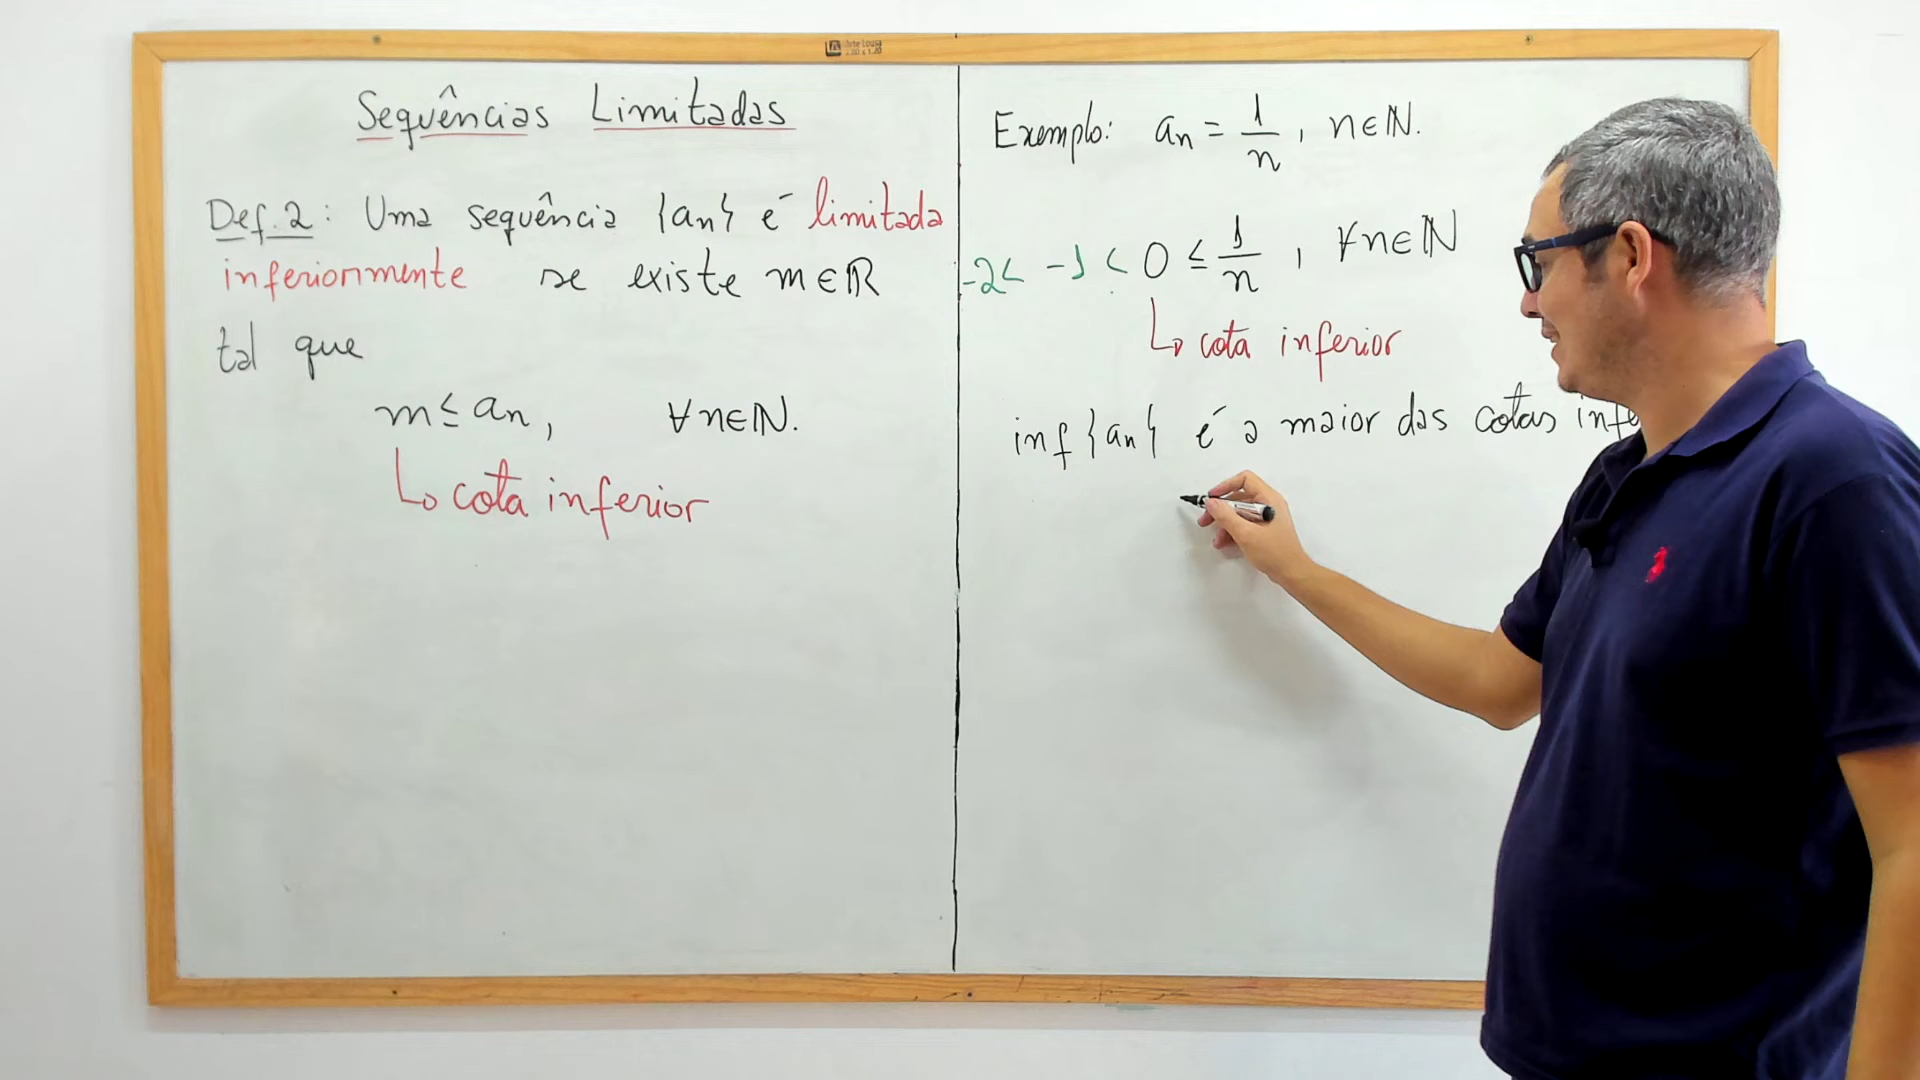 Sequências Limitadas
Def. 2: Uma sequência {an} é limitada
inferiormente se existe m∈ℝ
tal que
m ≤ an, ∀n∈ℕ.
↳ cota inferior
Exemplo: an = 1/n, n∈ℕ.
-2 < -1 < 0 ≤ 1/n, ∀n∈ℕ
↳ cota inferior
inf {an} é a maior das cotas infe